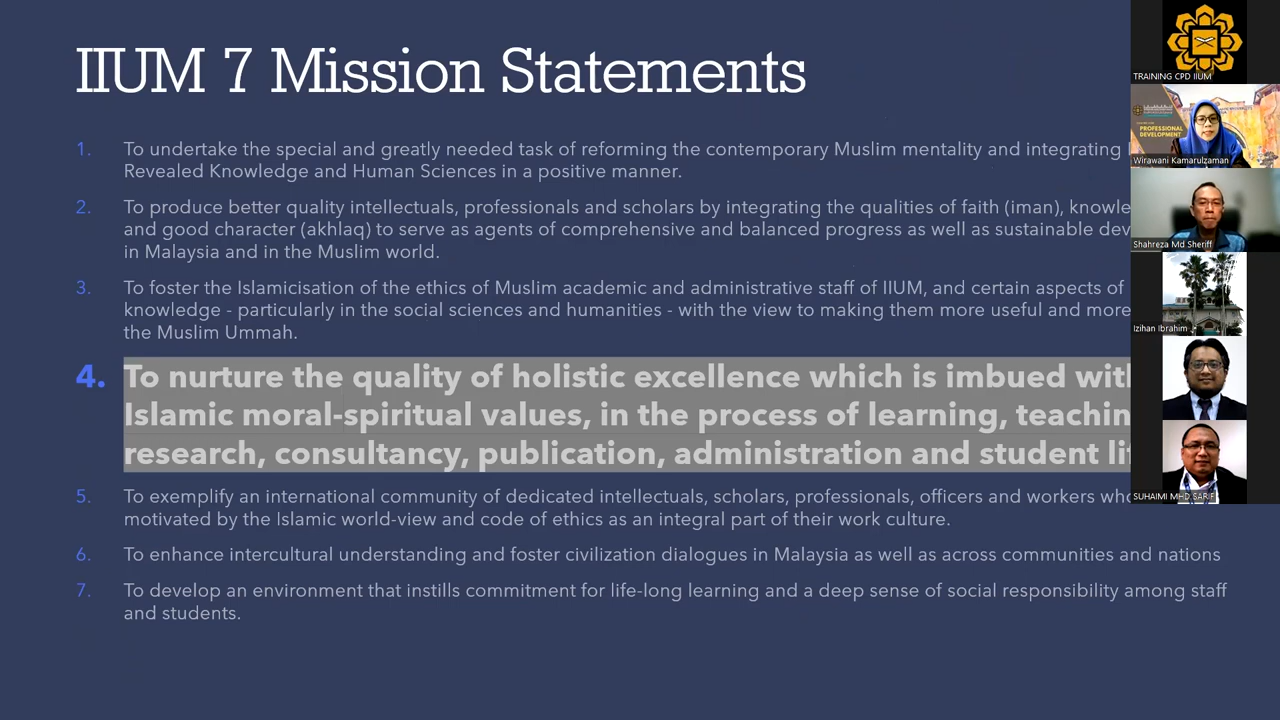 IIUM 7 Mission Statements
1. To undertake the special and greatly needed task of reforming the contemporary Muslim mentality and integrating
Revealed Knowledge and Human Sciences in a positive manner.
2. To produce better quality intellectuals, professionals and scholars by integrating the qualities of faith (iman), knowle
and good character (akhlaq) to serve as agents of comprehensive and balanced progress as well as sustainable dev
in Malaysia and in the Muslim world.
3. To foster the Islamicisation of the ethics of Muslim academic and administrative staff of IIUM, and certain aspects of
knowledge - particularly in the social sciences and humanities - with the view to making them more useful and more
the Muslim Ummah.
4. To nurture the quality of holistic excellence which is imbued with
Islamic moral-spiritual values, in the process of learning, teachin
research, consultancy, publication, administration and student li
5. To exemplify an international community of dedicated intellectuals, scholars, professionals, officers and workers who
motivated by the Islamic world-view and code of ethics as an integral part of their work culture.
6. To enhance intercultural understanding and foster civilization dialogues in Malaysia as well as across communities and nations
7. To develop an environment that instills commitment for life-long learning and a deep sense of social responsibility among staff
and students.
TRAINING CPD IIUM
PROFESSIONAL
DEVELOPMENT
Wirawani Kamarulzaman
Shahreza Md Sheriff
Izihan Ibrahim
SUHAIMI MHD SARIF